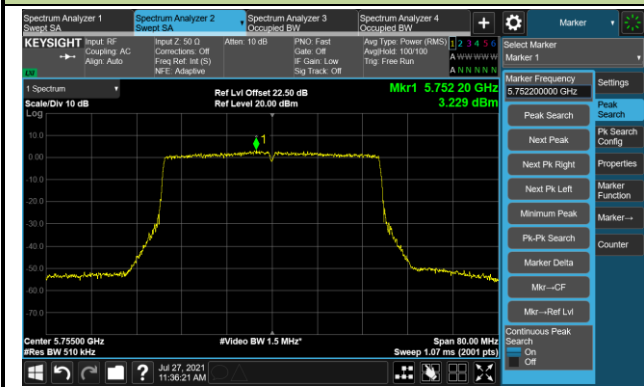 Spectrum Analyzer 1
Swept SA
Spectrum Analyzer 2
Swept SA
Spectrum Analyzer 3
Occupied BW
Spectrum Analyzer 4
Occupied BW
Marker
KEYSIGHT
Input: RF
Coupling: AC
Align: Auto
Input Z: 50 Ω
Corrections: Off
Freq Ref: Int (S)
NFE: Adaptive
Atten: 10 dB
PNO: Fast
Gate: Off
IF Gain: Low
Sig Track: Off
Avg Type: Power (RMS)
Avg|Hold: 100/100
Trig: Free Run
1 2 3 4 5 6
A W W W W W
A N N N N N
Select Marker
Marker 1
1 Spectrum
Scale/Div 10 dB
Log
Ref Lvl Offset 22.50 dB
Ref Level 20.00 dBm
Mkr1 5.752 20 GHz
3.229 dBm
10.0
0.00
-10.0
-20.0
-30.0
-40.0
-50.0
-60.0
-70.0
1
Center 5.75500 GHz
#Res BW 510 kHz
#Video BW 1.5 MHz*
Span 80.00 MHz
Sweep 1.07 ms (2001 pts)
Marker Frequency
5.752200000 GHz
Peak Search
Next Peak
Next Pk Right
Next Pk Left
Minimum Peak
Pk-Pk Search
Marker Delta
Mkr→CF
Mkr→Ref Lvl
Continuous Peak
Search
On
Off
Settings
Peak
Search
Pk Search
Config
Properties
Marker
Function
Marker→
Counter
Jul 27, 2021
11:36:21 AM